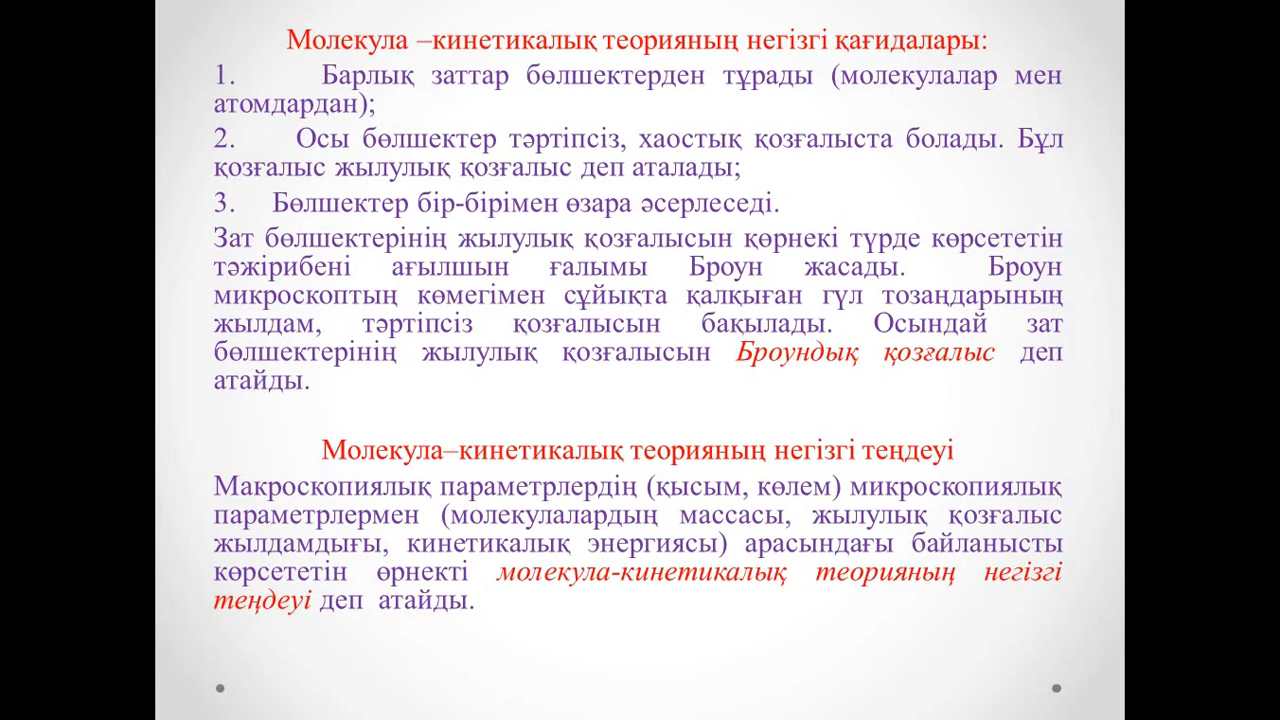 Молекула –кинетикалық теорияның негізгі қағидалары:
1. Барлық заттар бөлшектерден тұрады (молекулалар мен
атомдардан);
2. Осы бөлшектер тәртіпсіз, хаостық қозғалыста болады. Бұл
қозғалыс жылулық қозғалыс деп аталады;
3. Бөлшектер бір-бірімен өзара әсерлеседі.
Зат бөлшектерінің жылулық қозғалысын көрнекі түрде көрсететін
тәжірибені ағылшын ғалымы Броун жасады. Броун
микроскоптың көмегімен сұйықта қалқыған гүл тозаңдарының
жылдам, тәртіпсіз қозғалысын бақылады. Осындай зат
бөлшектерінің жылулық қозғалысын Броундық қозғалыс деп
атайды.
Молекула–кинетикалық теорияның негізгі теңдеуі
Макроскопиялық параметрлердің (қысым, көлем) микроскопиялық
параметрлермен (молекулалардың массасы, жылулық қозғалыс
жылдамдығы, кинетикалық энергиясы) арасындағы байланысты
көрсететін өрнекті молекула-кинетикалық теорияның негізгі
теңдеуі деп атайды.